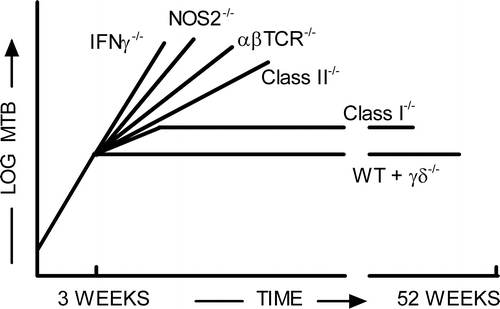 NOS2-/-
IFNγ-/-
αβTCR-/-
Class II-/-
Class I-/-
WT + γδ-/-
LOG MTB
3 WEEKS
TIME
52 WEEKS